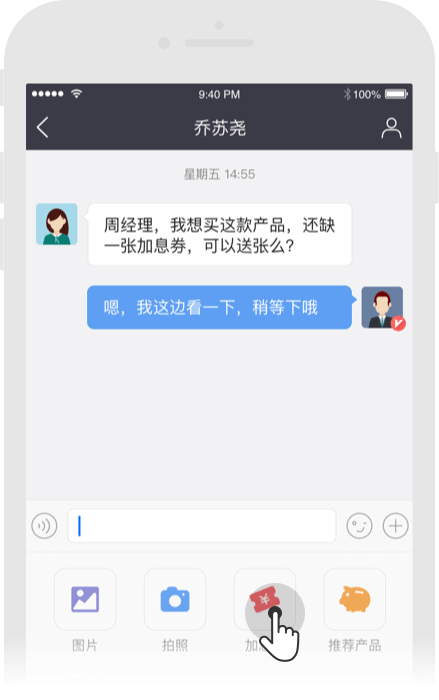 9:40 PM
100%
乔苏尧
星期五 14:55
周经理，我想买这款产品，还缺
一张加息券，可以送张么？
嗯，我这边看一下，稍等下哦
图片
拍照
加
推荐产品